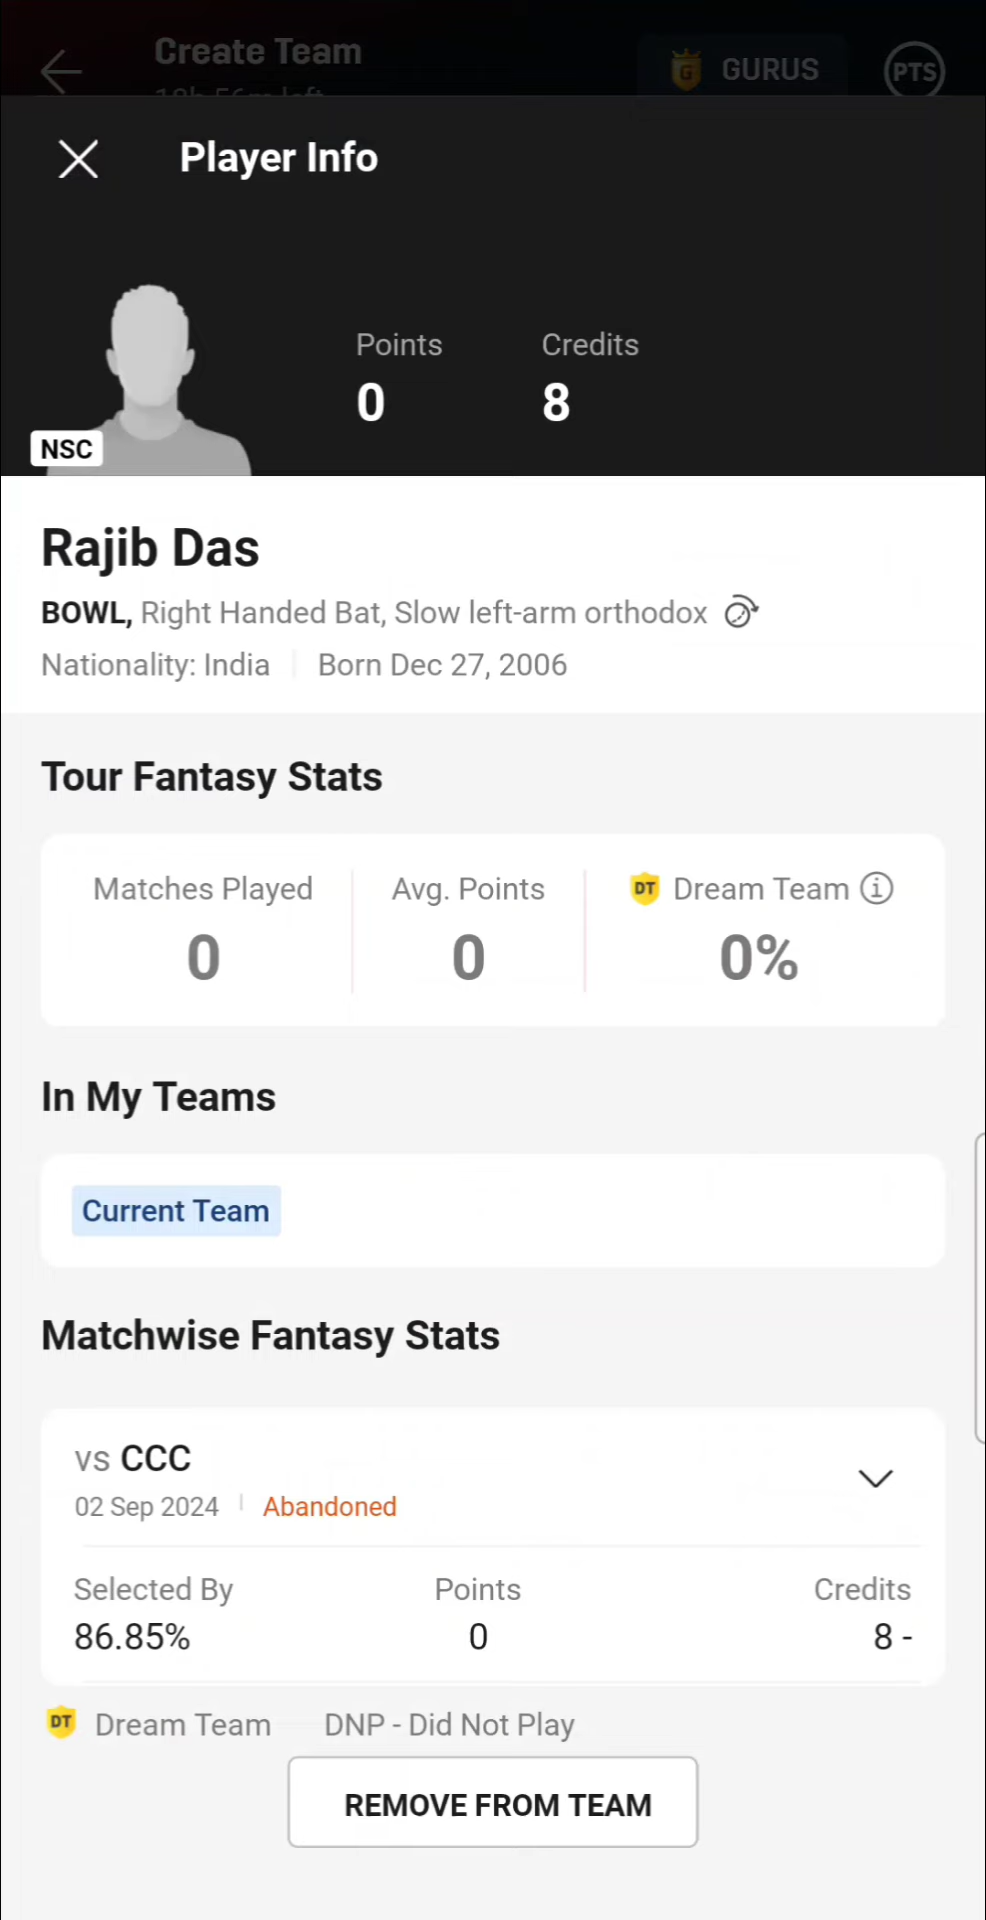 Create Team
18h 56m left
G GURUS
PTS
Player Info
Points
Credits
0
8
NSC
Rajib Das
BOWL, Right Handed Bat, Slow left-arm orthodox
Nationality: India
Born Dec 27, 2006
Tour Fantasy Stats
Matches Played
Avg. Points
DT Dream Team i
0
0
0%
In My Teams
Current Team
Matchwise Fantasy Stats
vs CCC
02 Sep 2024
Abandoned
Selected By
Points
Credits
86.85%
0
8 -
DT Dream Team
DNP - Did Not Play
REMOVE FROM TEAM